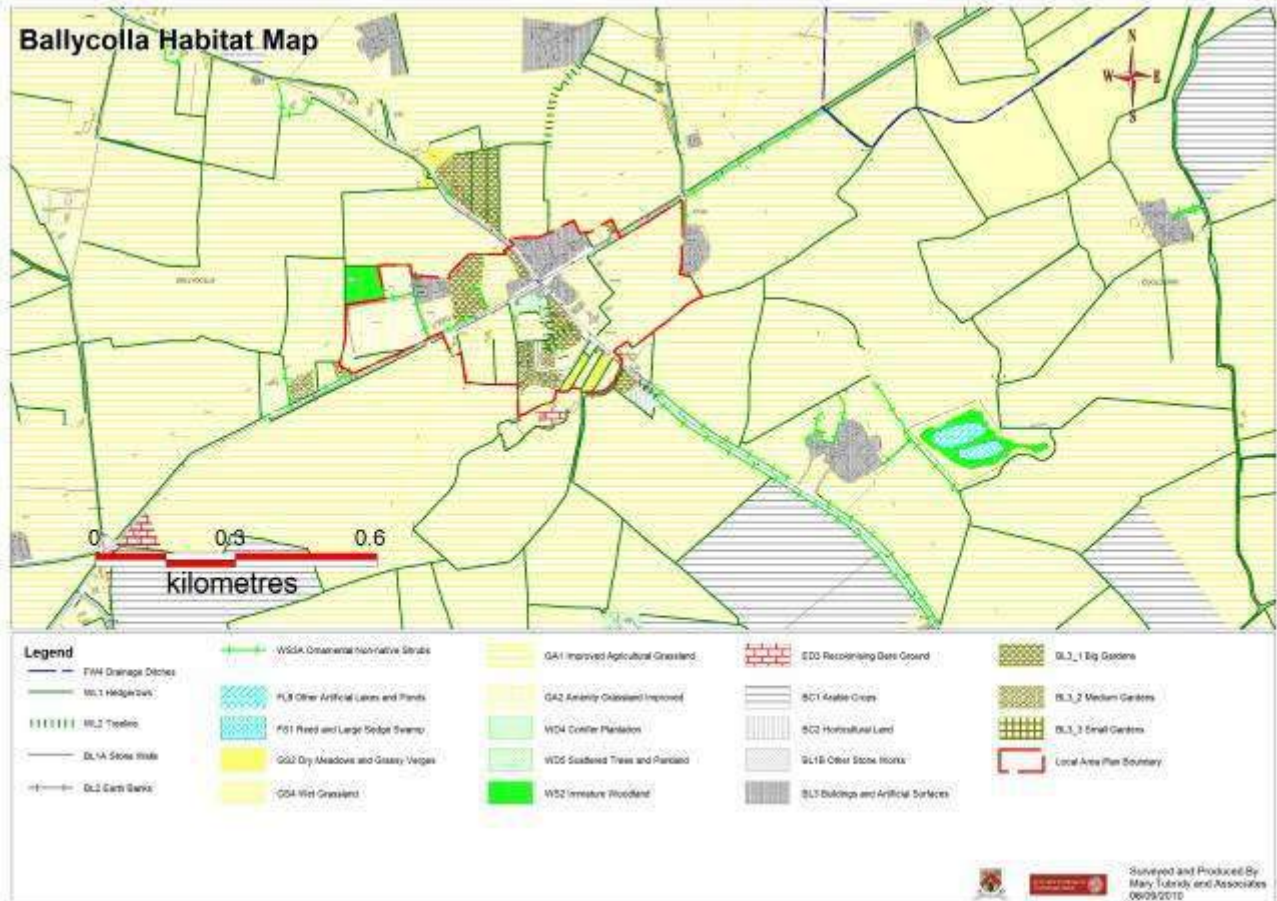 Ballycolla Habitat Map
N
W E
S
0 0.3 0.6
kilometres
Legend
FW4 Drainage Ditches
WL1 Hedgerows
WL2 Treeline
BL1A Stone Walls
BL2 Earth Banks
WS3A Ornamental Non-native Shrubs
FL8 Other Artificial Lakes and Ponds
FS1 Reed and Large Sedge Swamp
GS2 Dry Meadows and Grassy Verges
GS4 Wet Grassland
GA1 Improved Agricultural Grassland
GA2 Amenity Grassland Improved
WD4 Conifer Plantation
WD5 Scattered Trees and Parkland
WS2 Immature Woodland
ED3 Recolonising Bare Ground
BC1 Arable Crops
BC2 Horticultural Land
BL1B Other Stone Works
BL3 Buildings and Artificial Surfaces
BL3_1 Big Gardens
BL3_2 Medium Gardens
BL3_3 Small Gardens
Local Area Plan Boundary
Surveyed and Produced By
Mary Tubridy and Associates
06/09/2010